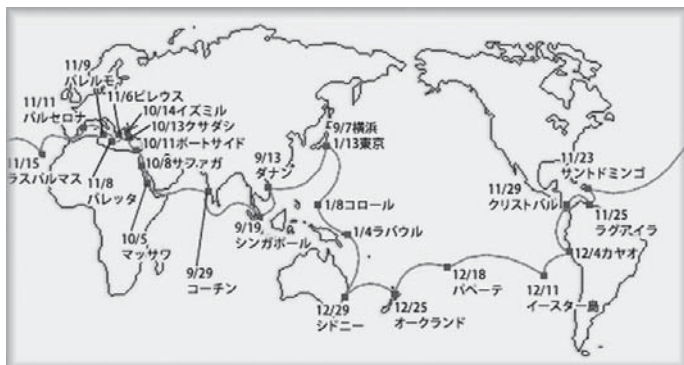 11/9
パレルモ
11/6ピレウス
10/14イズミル
11/11
バルセロナ
10/13クサダシ
10/11ポートサイド
10/8サファガ
11/15
ラスパルマス
11/8
バレッタ
10/5
マッサワ
9/29
コーチン
9/13
ダナン
9/19
シンガポール
9/7横浜
1/13東京
1/8コロール
1/4ラバウル
12/29
シドニー
12/25
オークランド
12/18
パペーテ
12/11
イースター島
12/4カヤオ
11/29
クリストバル
11/23
サントドミンゴ
11/25
ラグアイラ